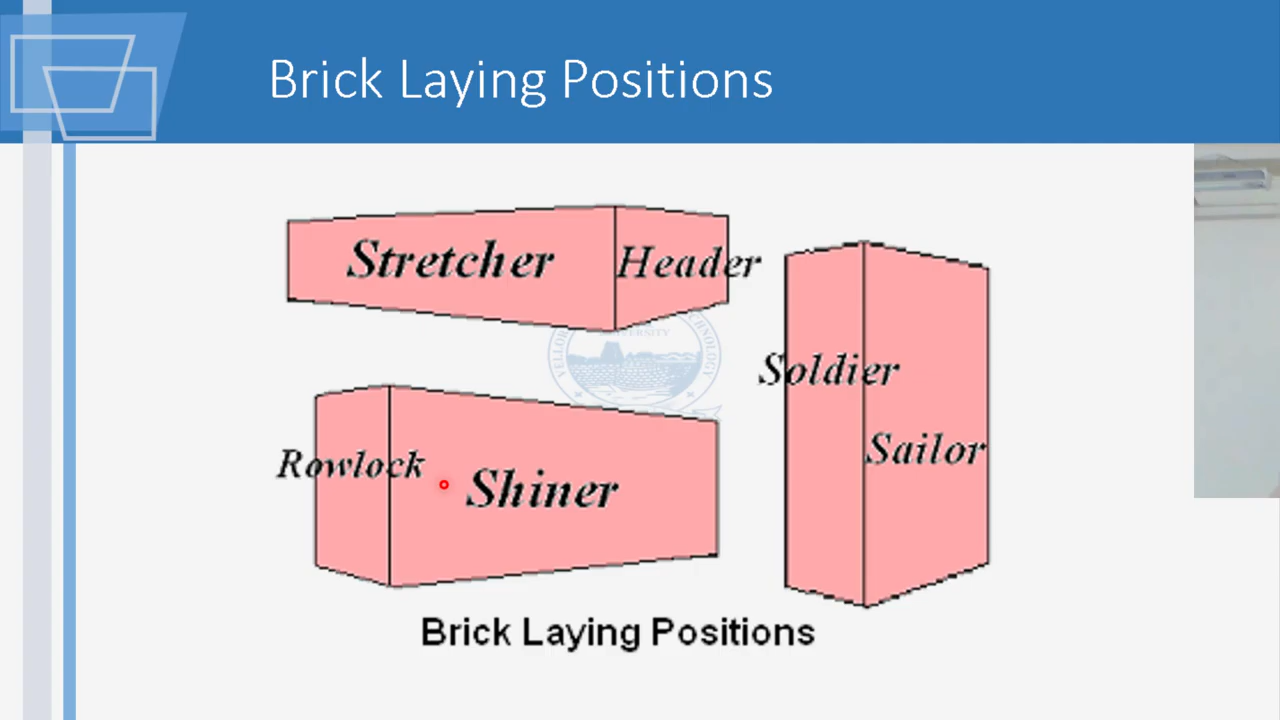 Brick Laying Positions
Stretcher
Header
Soldier
Sailor
Rowlock
Shiner
Brick Laying Positions